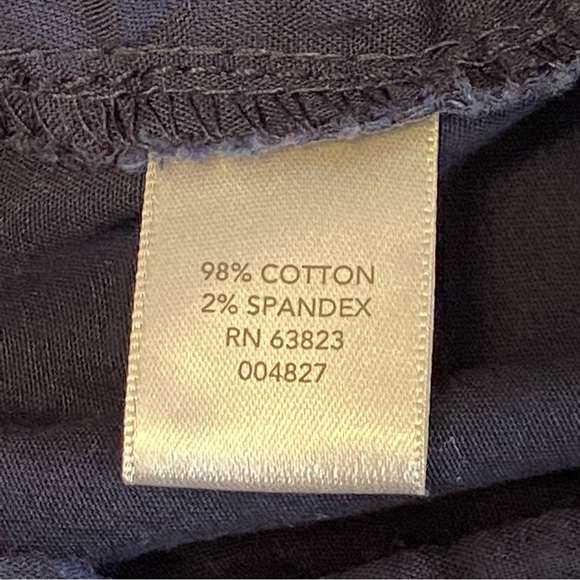 98% COTTON
2% SPANDEX
RN 63823
004827